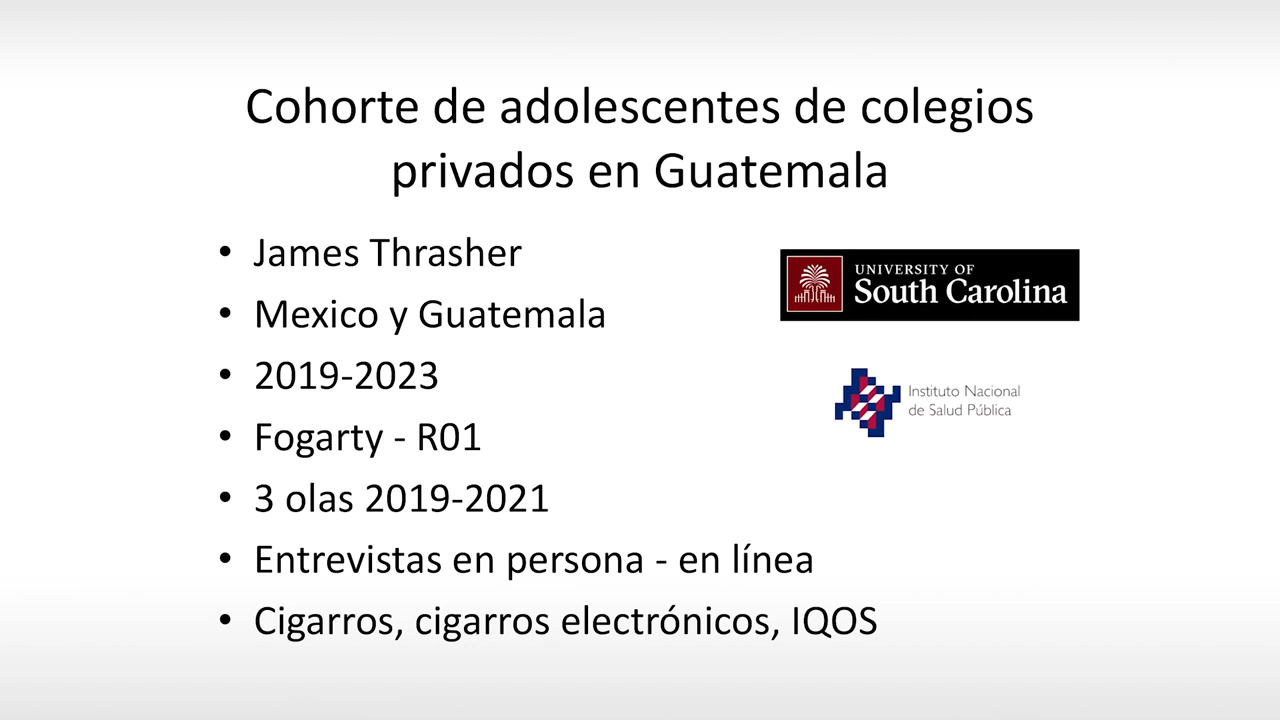 Cohorte de adolescentes de colegios
privados en Guatemala
• James Thrasher
• Mexico y Guatemala
• 2019-2023
• Fogarty - R01
• 3 olas 2019-2021
• Entrevistas en persona - en línea
• Cigarros, cigarros electrónicos, IQOS
UNIVERSITY OF
South Carolina
Instituto Nacional
de Salud Pública